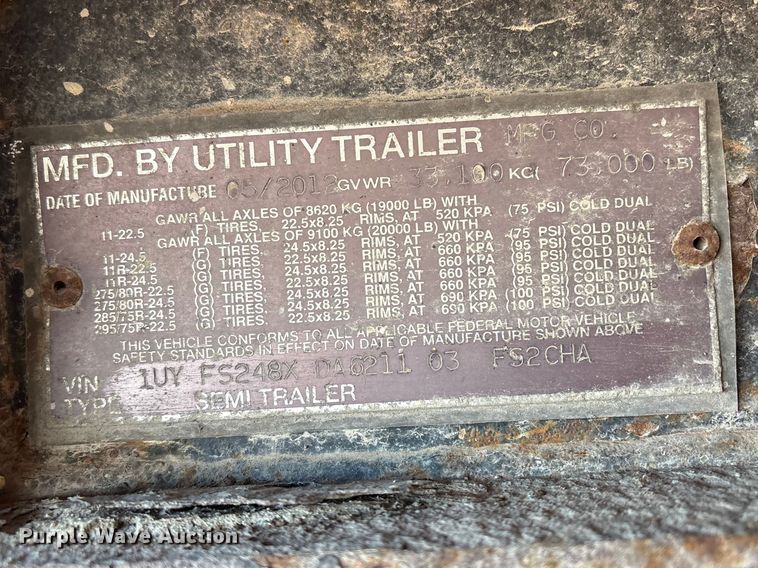 MFD. BY UTILITY TRAILER MFG CO.
DATE OF MANUFACTURE 05/2012 GVWR 33,100 KG( 73,000 LB)
GAWR ALL AXLES OF 8620 KG (19000 LB) WITH
11-22.5 (F) TIRES, 22.5x8.25 RIMS, AT 520 KPA (75 PSI) COLD DUAL
GAWR ALL AXLES OF 9100 KG (20000 LB) WITH
11-24.5 (F) TIRES, 24.5x8.25 RIMS, AT 520 KPA (75 PSI) COLD DUAL
11R-22.5 (G) TIRES, 22.5x8.25 RIMS, AT 660 KPA (95 PSI) COLD DUAL
11R-24.5 (G) TIRES, 24.5x8.25 RIMS, AT 660 KPA (95 PSI) COLD DUAL
275/80R-22.5 (G) TIRES, 22.5x8.25 RIMS, AT 660 KPA (95 PSI) COLD DUAL
275/80R-24.5 (G) TIRES, 24.5x8.25 RIMS, AT 660 KPA (95 PSI) COLD DUAL
285/75R-24.5 (G) TIRES, 24.5x8.25 RIMS, AT 690 KPA (100 PSI) COLD DUAL
295/75R-22.5 (G) TIRES, 22.5x8.25 RIMS, AT 690 KPA (100 PSI) COLD DUAL
THIS VEHICLE CONFORMS TO ALL APPLICABLE FEDERAL MOTOR VEHICLE
SAFETY STANDARDS IN EFFECT ON DATE OF MANUFACTURE SHOWN ABOVE
VIN 1UY FS248X DA6211 03 FS2CHA
TYPE SEMI TRAILER
Purple Wave Auction